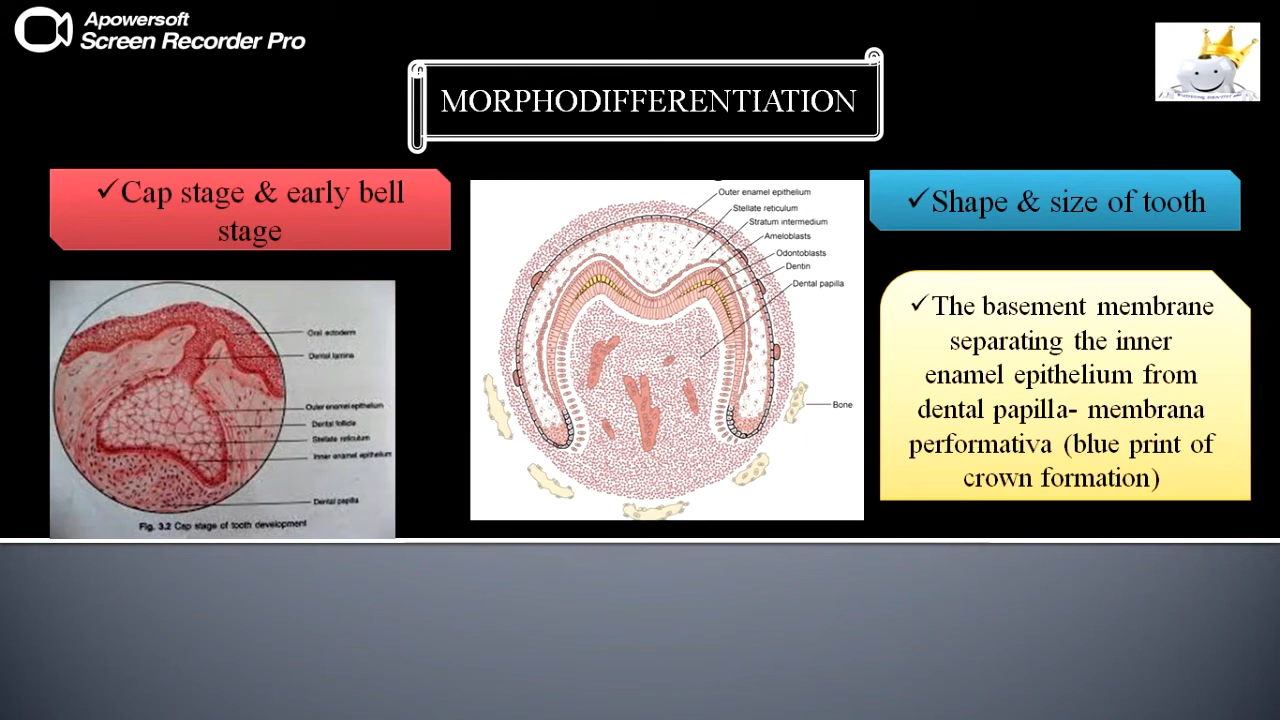 Apowersoft
Screen Recorder Pro
MORPHODIFFERENTIATION
✓Cap stage & early bell
stage
Oral ectoderm
Dental lamina
Outer enamel epithelium
Dental follicle
Stellate reticulum
Inner enamel epithelium
Dental papilla
Fig. 3.2 Cap stage of tooth development
Outer enamel epithelium
Stellate reticulum
Stratum intermedium
Ameloblasts
Odontoblasts
Dentin
Dental papilla
Bone
✓Shape & size of tooth
✓The basement membrane
separating the inner
enamel epithelium from
dental papilla- membrana
performativa (blue print of
crown formation)